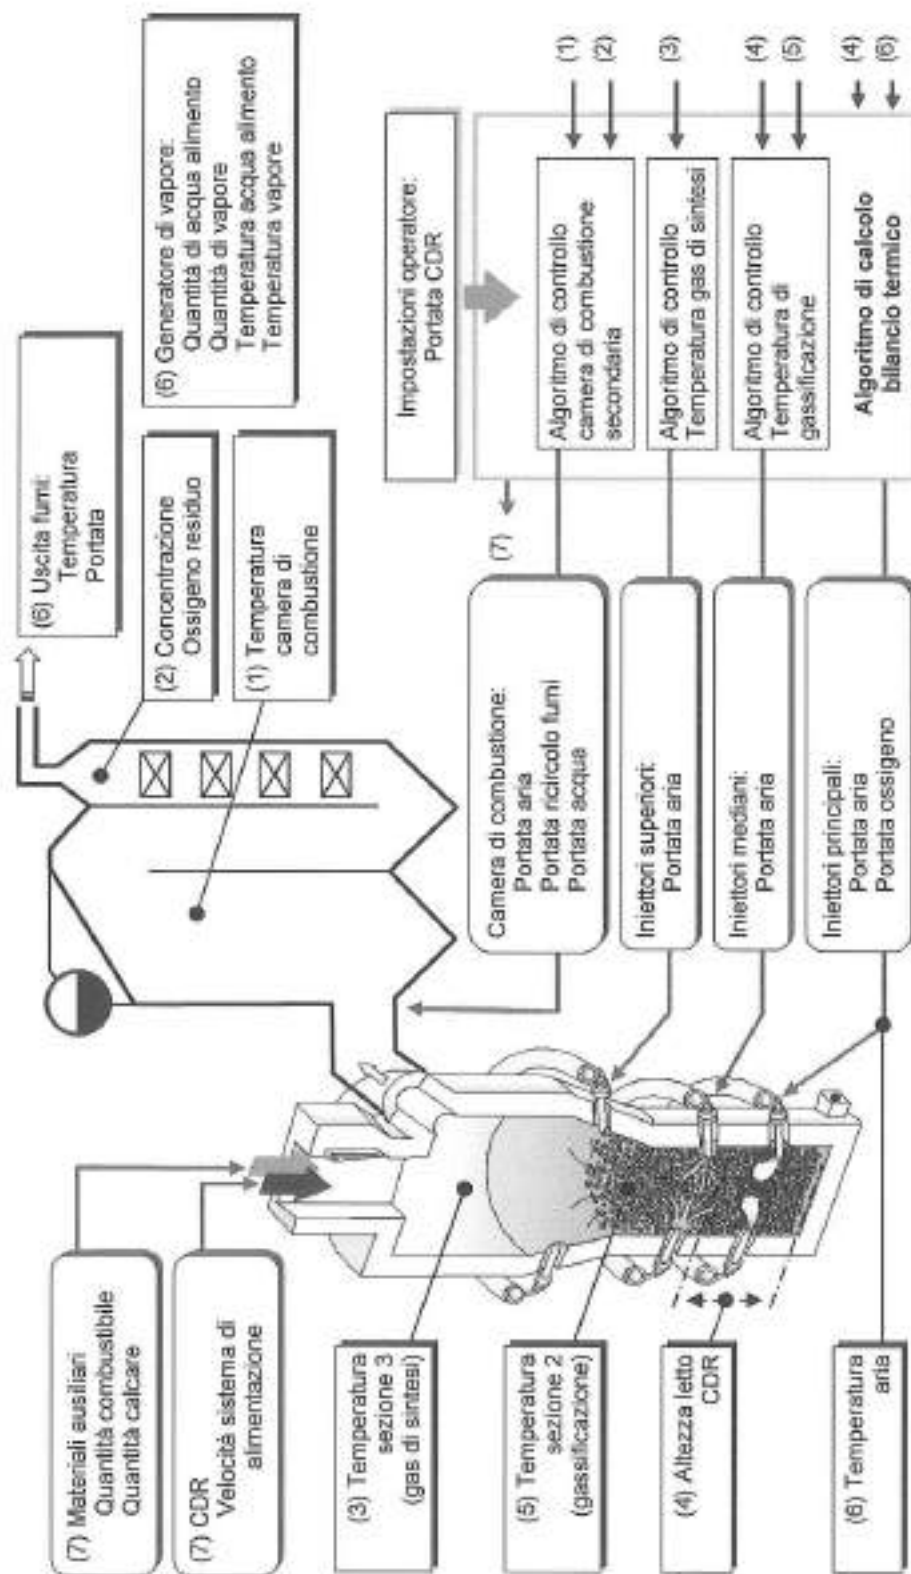 (7) Materiali ausiliari
Quantità combustibile
Quantità calcare
(7) CDR
Velocità sistema di
alimentazione
(3) Temperatura
sezione 3
(gas di sintesi)
(5) Temperatura
sezione 2
(gassificazione)
(4) Altezza letto
CDR
(6) Temperatura
aria
(6) Uscita fumi:
Temperatura
Portata
(2) Concentrazione
Ossigeno residuo
(1) Temperatura
camera di
combustione
(6) Generatore di vapore:
Quantità di acqua alimento
Quantità di vapore
Temperatura acqua alimento
Temperatura vapore
Camera di combustione:
Portata aria
Portata ricircolo fumi
Portata acqua
Iniettori superiori:
Portata aria
Iniettori mediani:
Portata aria
Iniettori principali:
Portata aria
Portata ossigeno
(7)
Impostazioni operatore:
Portata CDR
Algoritmo di controllo
camera di combustione
secondaria
(1)
(2)
Algoritmo di controllo
Temperatura gas di sintesi
(3)
Algoritmo di controllo
Temperatura di
gassificazione
(4)
(5)
Algoritmo di calcolo
bilancio termico
(4)
(6)